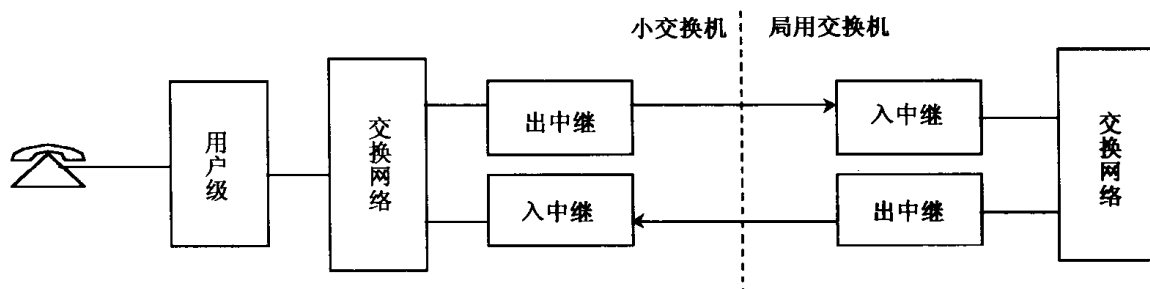 小交换机
局用交换机
用户级
交换网络
出中继
入中继
入中继
出中继
交换网络